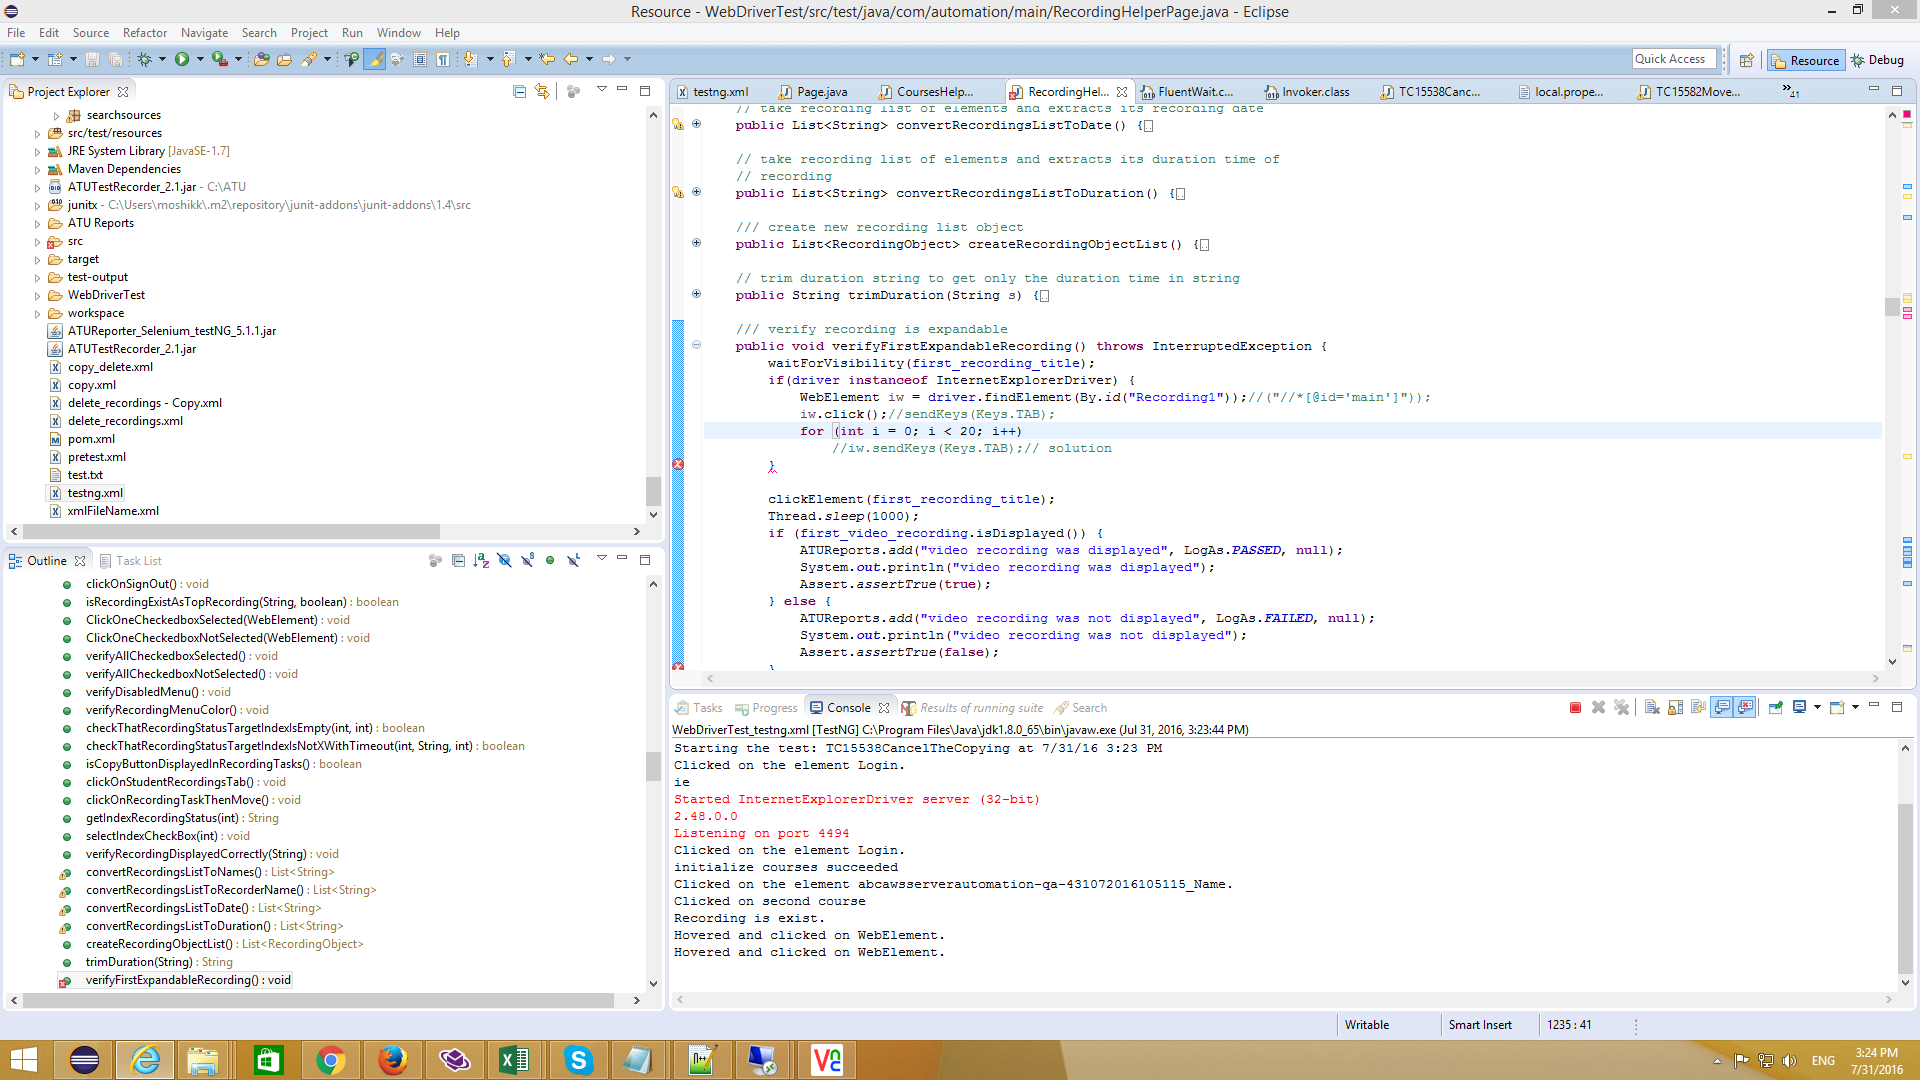 Resource - WebDriverTest/src/test/java/com/automation/main/RecordingHelperPage.java - Eclipse
File Edit Source Refactor Navigate Search Project Run Window Help
Quick Access
Resource
Debug
Project Explorer
searchsources
src/test/resources
JRE System Library [JavaSE-1.7]
Maven Dependencies
ATUTestRecorder_2.1.jar - C:\ATU
junitx - C:\Users\moshikk\.m2\repository\junit-addons\junit-addons\1.4\src
ATU Reports
src
target
test-output
WebDriverTest
workspace
ATUReporter_Selenium_testNG_5.1.1.jar
ATUTestRecorder_2.1.jar
copy_delete.xml
copy.xml
delete_recordings - Copy.xml
delete_recordings.xml
pom.xml
pretest.xml
test.txt
testng.xml
xmlFileName.xml
Outline Task List
clickOnSignOut() : void
isRecordingExistAsTopRecording(String, boolean) : boolean
ClickOneCheckedboxSelected(WebElement) : void
ClickOneCheckedboxNotSelected(WebElement) : void
verifyAllCheckedboxSelected() : void
verifyAllCheckedboxNotSelected() : void
verifyDisabledMenu() : void
verifyRecordingMenuColor() : void
checkThatRecordingStatusTargetIndexIsEmpty(int, int) : boolean
checkThatRecordingStatusTargetIndexIsNotXWithTimeout(int, String, int) : boolean
isCopyButtonDisplayedInRecordingTasks() : boolean
clickOnStudentRecordingsTab() : void
clickOnRecordingTaskThenMove() : void
getIndexRecordingStatus(int) : String
selectIndexCheckBox(int) : void
verifyRecordingDisplayedCorrectly(String) : void
convertRecordingsListToNames() : List<String>
convertRecordingsListToRecorderName() : List<String>
convertRecordingsListToDate() : List<String>
convertRecordingsListToDuration() : List<String>
createRecordingObjectList() : List<RecordingObject>
trimDuration(String) : String
verifyFirstExpandableRecording() : void
testng.xml Page.java CoursesHelp... RecordingHel... FluentWait.c... Invoker.class TC15538Canc... local.prope... TC15582Move... »41
// take recording list of elements and extracts its recording date
public List<String> convertRecordingsListToDate() {
// take recording list of elements and extracts its duration time of
// recording
public List<String> convertRecordingsListToDuration() {
/// create new recording list object
public List<RecordingObject> createRecordingObjectList() {
// trim duration string to get only the duration time in string
public String trimDuration(String s) {
/// verify recording is expandable
public void verifyFirstExpandableRecording() throws InterruptedException {
waitForVisibility(first_recording_title);
if(driver instanceof InternetExplorerDriver) {
WebElement iw = driver.findElement(By.id("Recording1"));//("//*[@id='main']"));
iw.click();//sendKeys(Keys.TAB);
for (int i = 0; i < 20; i++)
//iw.sendKeys(Keys.TAB);// solution
}
clickElement(first_recording_title);
Thread.sleep(1000);
if (first_video_recording.isDisplayed()) {
ATUReports.add("video recording was displayed", LogAs.PASSED, null);
System.out.println("video recording was displayed");
Assert.assertTrue(true);
} else {
ATUReports.add("video recording was not displayed", LogAs.FAILED, null);
System.out.println("video recording was not displayed");
Assert.assertTrue(false);
}
Tasks Progress Console Results of running suite Search
WebDriverTest_testng.xml [TestNG] C:\Program Files\Java\jdk1.8.0_65\bin\javaw.exe (Jul 31, 2016, 3:23:44 PM)
Starting the test: TC15538CancelTheCopying at 7/31/16 3:23 PM
Clicked on the element Login.
ie
Started InternetExplorerDriver server (32-bit)
2.48.0.0
Listening on port 4494
Clicked on the element Login.
initialize courses succeeded
Clicked on the element abcawsserverautomation-qa-431072016105115_Name.
Clicked on second course
Recording is exist.
Hovered and clicked on WebElement.
Hovered and clicked on WebElement.
Writable
Smart Insert
1235 : 41
ENG
3:24 PM
7/31/2016